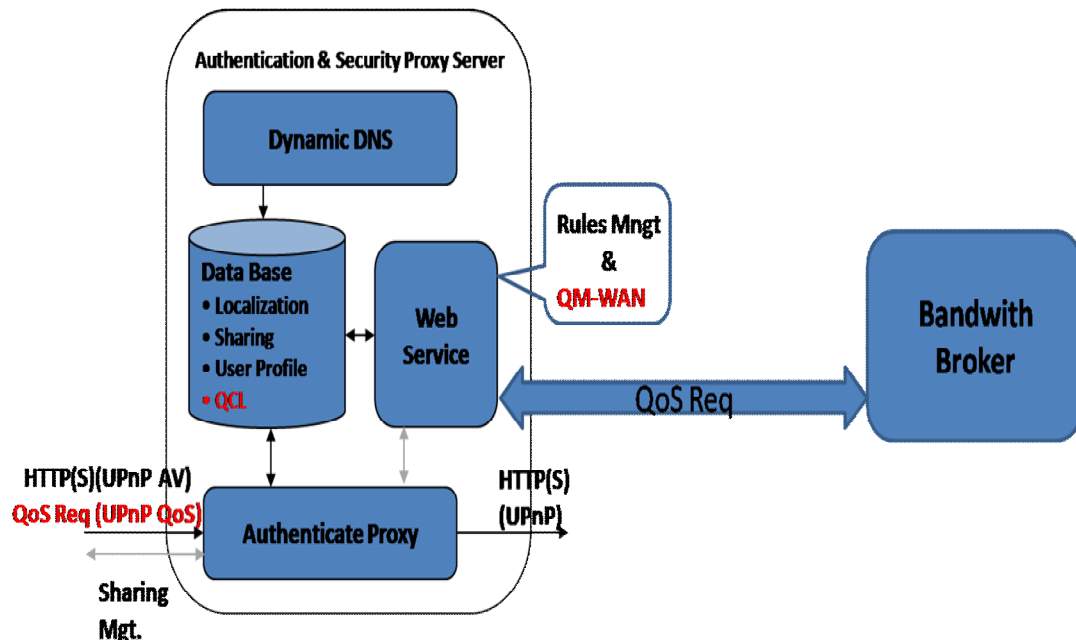 Authentication & Security Proxy Server
Dynamic DNS
Data Base
• Localization
• Sharing
• User Profile
• QCL
Web
Service
Rules Mngt
&
QM-WAN
Bandwith
Broker
QoS Req
HTTP(S)(UPnP AV)
QoS Req (UPnP QoS)
Authenticate Proxy
HTTP(S)
(UPnP)
Sharing
Mgt.